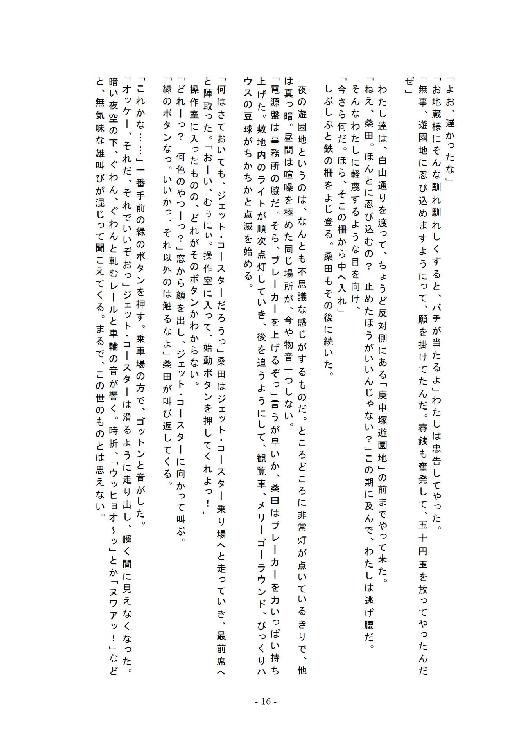 「よお、遅かったな」
「お地蔵様にそんな馴れ馴れしくすると、バチが当たるよ」わたしは忠告してやった。
「無事、遊園地に忍び込めますようにって、願を掛けてたんだ。賽銭も奮発して、五十円玉を放ってやったんだ
ぜ」
わたし達は、白山通りを渡って、ちょうど反対側にある「庚申塚遊園地」の前までやって来た。
「ねえ、桑田。ほんとに忍び込むの? 止めたほうがいいんじゃない?」この期に及んで、わたしは逃げ腰だ。
そんなわたしに軽蔑するような目を向け、
「今さら何だ。ほら、そこの柵から中へ入れ」
しぶしぶと鉄の柵をよじ登る。桑田もその後に続いた。
夜の遊園地というのは、なんとも不思議な感じがするものだ。ところどころに非常灯が点いているきりで、他
は真っ暗。昼間は喧噪を極めた同じ場所が、今や物音一つしない。
「電源盤は事務所の脇だ。そら、ブレーカーを上げるぞっ」言うが早いか、桑田はブレーカーを力いっぱい持ち
上げた。敷地内のライトが順次点灯していき、後を追うようにして、観覧車、メリーゴーラウンド、びっくりハ
ウスの豆球がちかちかと点滅を始める。
「何はさておいても、ジェット・コースターだろうっ」桑田はジェット・コースター乗り場へと走っていき、最前席へ
と陣取った。「おーい、むぅにぃ。操作室に入って、始動ボタンを押してくれよっ!」
操作室に入ったものの、どれがそのボタンかわからない。
「どれーっ? 何色のやつーっ?」窓から顔を出し、ジェット・コースターに向かって叫ぶ。
「緑のボタンなっ。いいかっ、それ以外のは触るなよ」桑田が叫び返してくる。
「これかな……」一番手前の緑のボタンを押す。乗車場の方で、ゴットンと音がした。
「オッケー、それだ、それでいいぞおっ」ジェット・コースターは滑るように走り出し、瞬く間に見えなくなった。
暗い夜空の下、ぐわん、ぐわんと軋むレールと車輪の音が響く。時折、「ウッヒョオ~ッ」とか「ヌワアッ!」など
と、無気味な雄叫びが混じって聞こえてくる。まるで、この世のものとは思えない。
- 16 -